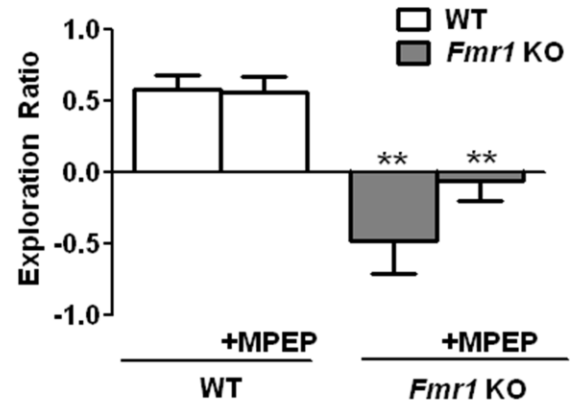 WT
Fmr1 KO
Exploration Ratio
1.0
0.5
0.0
-0.5
-1.0
** **
+MPEP +MPEP
WT Fmr1 KO